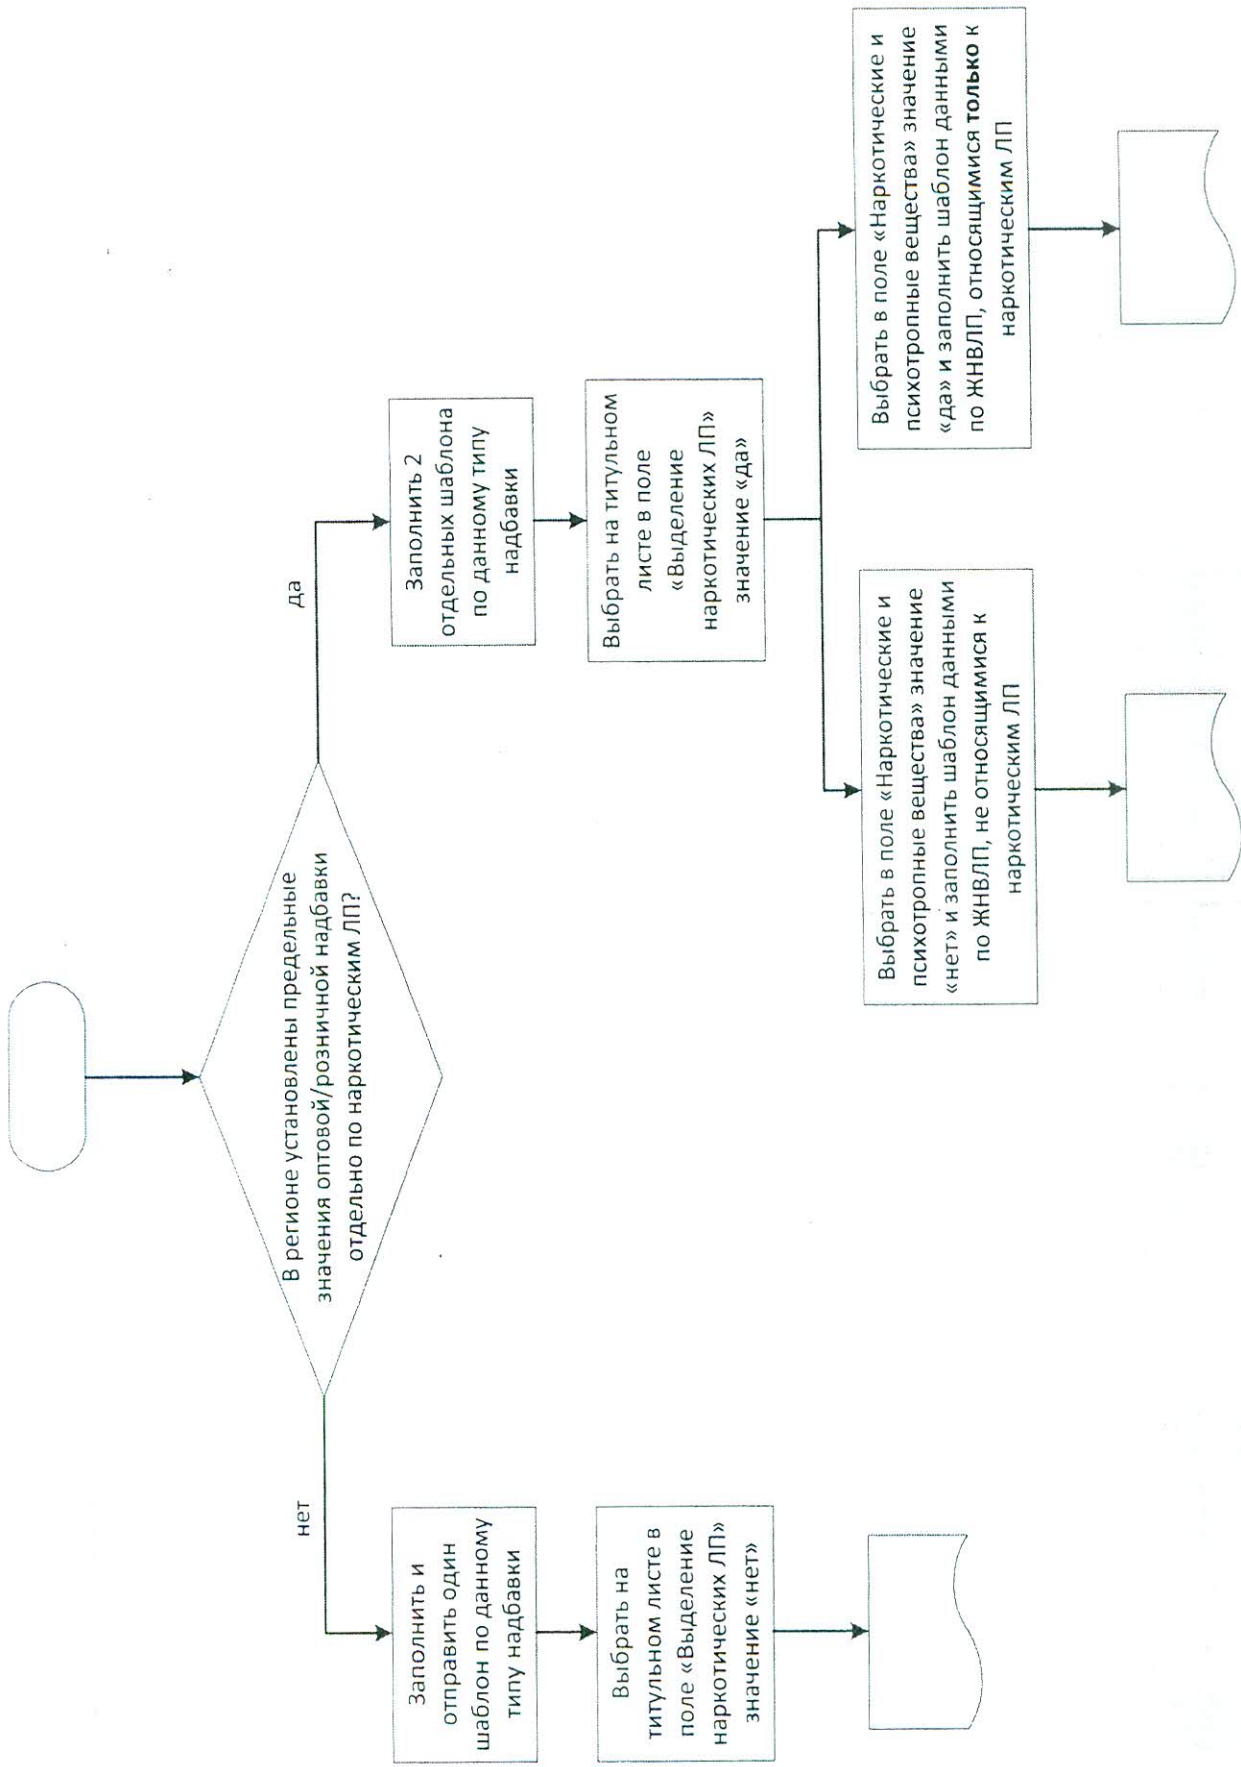 В регионе установлены предельные
значения оптовой/розничной надбавки
отдельно по наркотическим ЛП?
нет
да
Заполнить и
отправить один
шаблон по данному
типу надбавки
Выбрать на
титульном листе в
поле «Выделение
наркотических ЛП»
значение «нет»
Заполнить 2
отдельных шаблона
по данному типу
надбавки
Выбрать на титульном
листе в поле
«Выделение
наркотических ЛП»
значение «да»
Выбрать в поле «Наркотические и
психотропные вещества» значение
«нет» и заполнить шаблон данными
по ЖНВЛП, не относящимися к
наркотическим ЛП
Выбрать в поле «Наркотические и
психотропные вещества» значение
«да» и заполнить шаблон данными
по ЖНВЛП, относящимися только к
наркотическим ЛП